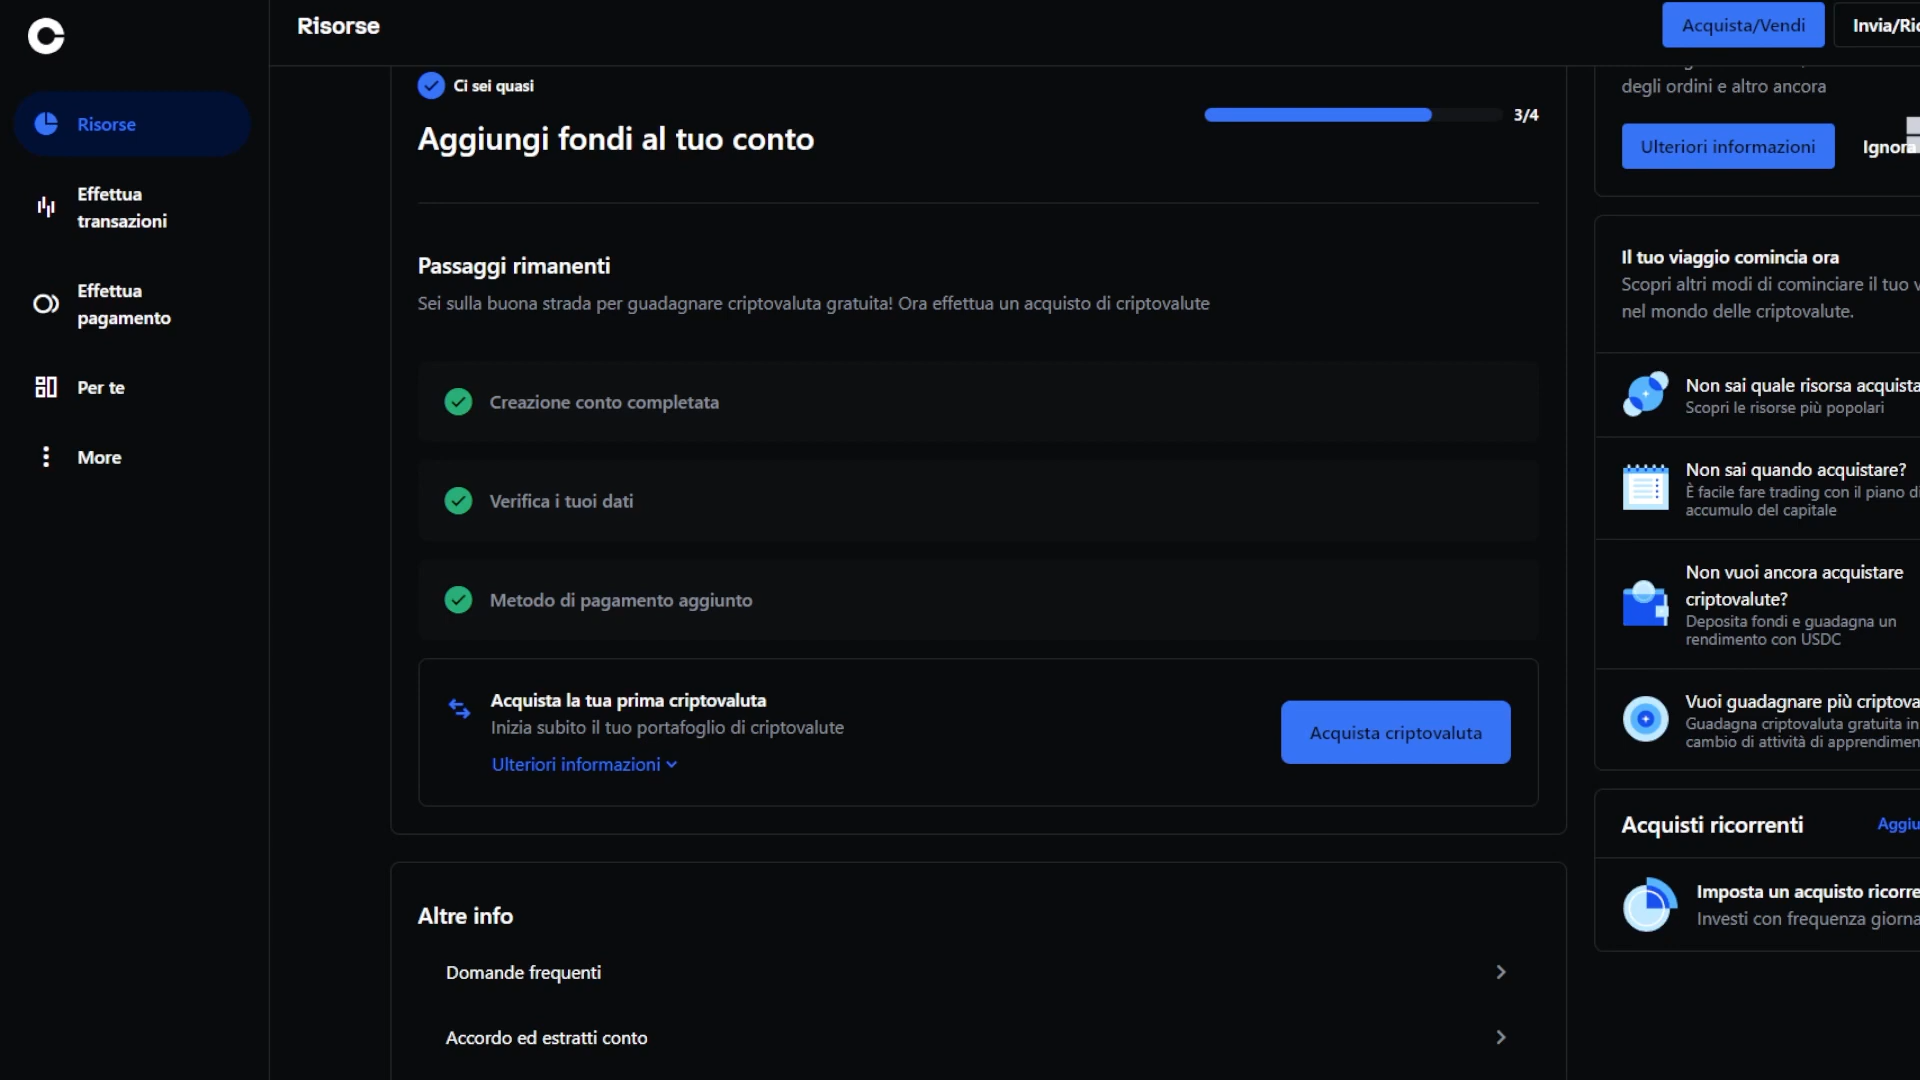 Risorse
Acquista/Vendi
Invia/Ric
Risorse
Effettua
transazioni
Effettua
pagamento
Per te
More
Ci sei quasi
3/4
Aggiungi fondi al tuo conto
Passaggi rimanenti
Sei sulla buona strada per guadagnare criptovaluta gratuita! Ora effettua un acquisto di criptovalute
Creazione conto completata
Verifica i tuoi dati
Metodo di pagamento aggiunto
Acquista la tua prima criptovaluta
Inizia subito il tuo portafoglio di criptovalute
Ulteriori informazioni
Acquista criptovaluta
Altre info
Domande frequenti
Accordo ed estratti conto
degli ordini e altro ancora
Ulteriori informazioni
Ignora
Il tuo viaggio comincia ora
Scopri altri modi di cominciare il tuo v
nel mondo delle criptovalute.
Non sai quale risorsa acquista
Scopri le risorse più popolari
Non sai quando acquistare?
È facile fare trading con il piano di
accumulo del capitale
Non vuoi ancora acquistare
criptovalute?
Deposita fondi e guadagna un
rendimento con USDC
Vuoi guadagnare più criptova
Guadagna criptovaluta gratuita in
cambio di attività di apprendimen
Acquisti ricorrenti
Aggiu
Imposta un acquisto ricorre
Investi con frequenza giorna